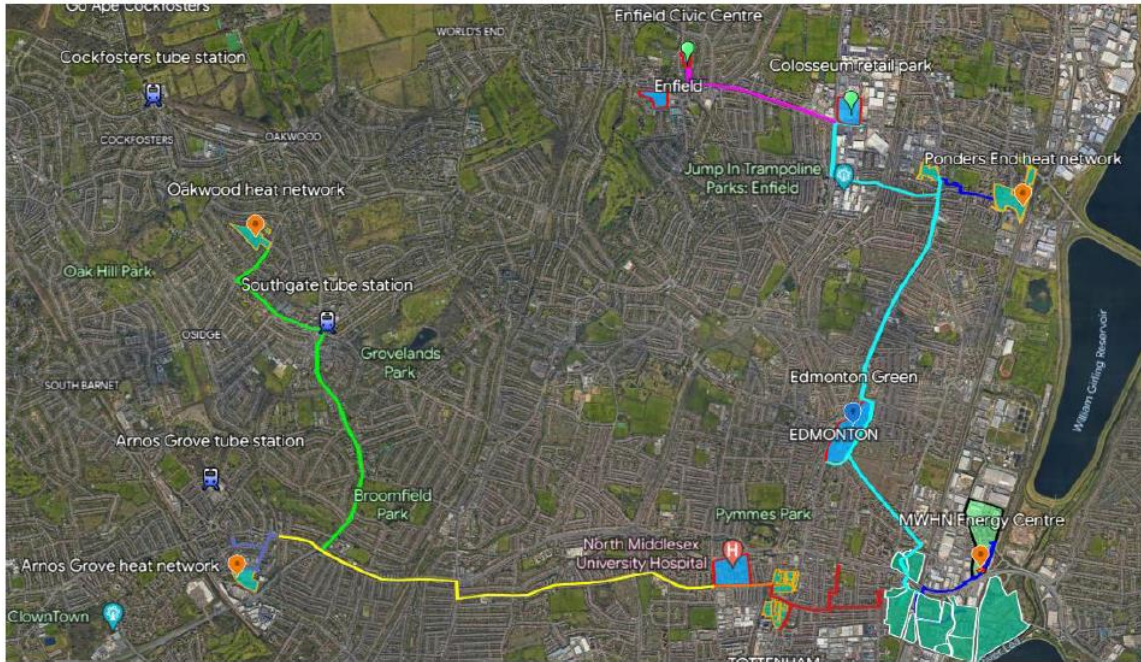 Go Ape Cockfosters
Enfield Civic Centre
WORLD'S END
Cockfosters tube station
Colosseum retail park
Enfield
COCKFOSTERS
OAKWOOD
Jump In Trampoline
Parks: Enfield
Ponders End heat network
Oakwood heat network
Oak Hill Park
Southgate tube station
OSIDGE
Grovelands
Park
William Girling Reservoir
SOUTH BARNET
Edmonton Green
EDMONTON
Arnos Grove tube station
Broomfield
Park
Pymmes Park
MWHN Energy Centre
North Middlesex
University Hospital
H
Arnos Grove heat network
ClownTown
TOTTENHAM